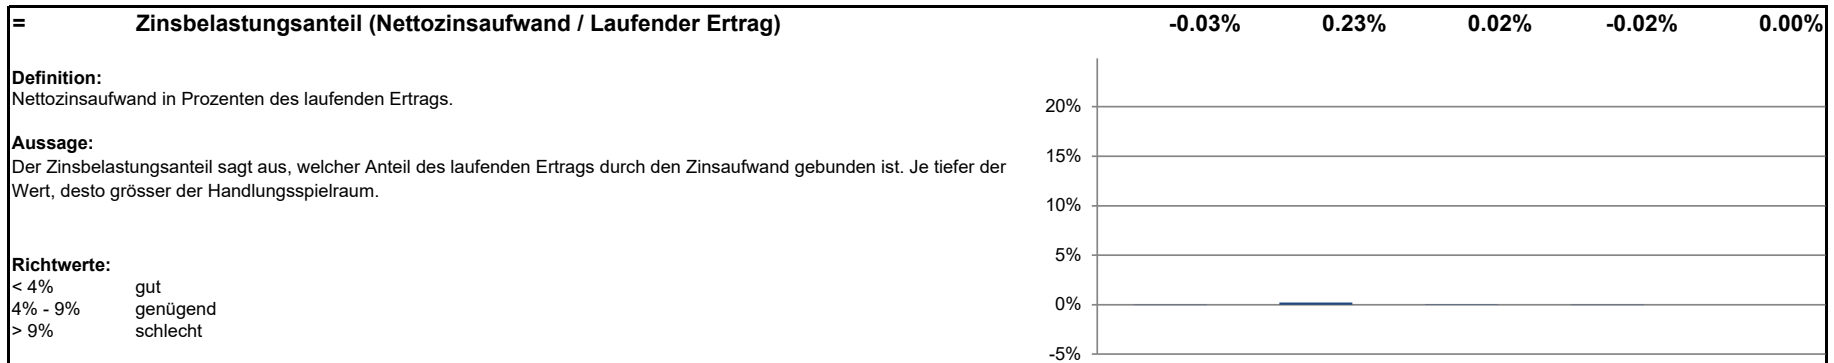 = Zinsbelastungsanteil (Nettozinsaufwand / Laufender Ertrag) -0.03% 0.23% 0.02% -0.02% 0.00%
Definition:
Nettozinsaufwand in Prozenten des laufenden Ertrags.
Aussage:
Der Zinsbelastungsanteil sagt aus, welcher Anteil des laufenden Ertrags durch den Zinsaufwand gebunden ist. Je tiefer der
Wert, desto grösser der Handlungsspielraum.
Richtwerte:
< 4% gut
4% - 9% genügend
> 9% schlecht
20%
15%
10%
5%
0%
-5%